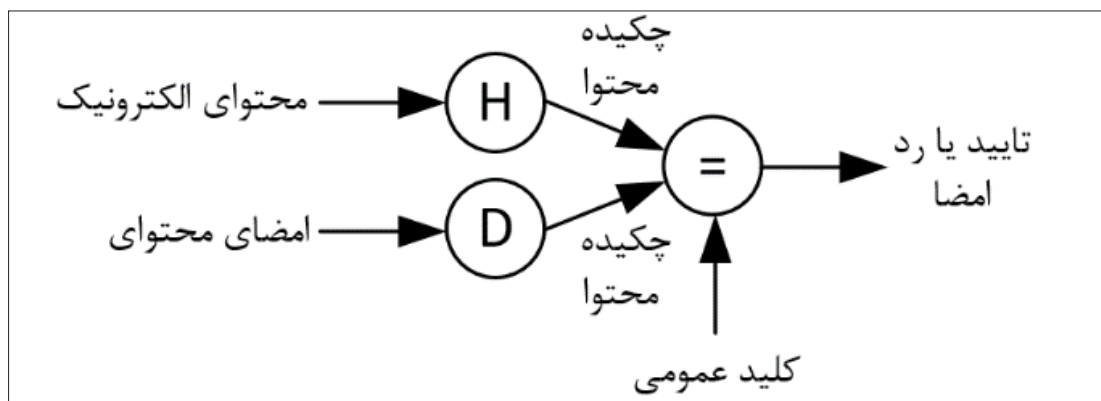 چکیده
محتوا
محتوای الکترونیک
H
=
تایید یا رد
امضا
امضای محتوای
D
چکیده
محتوا
کلید عمومی